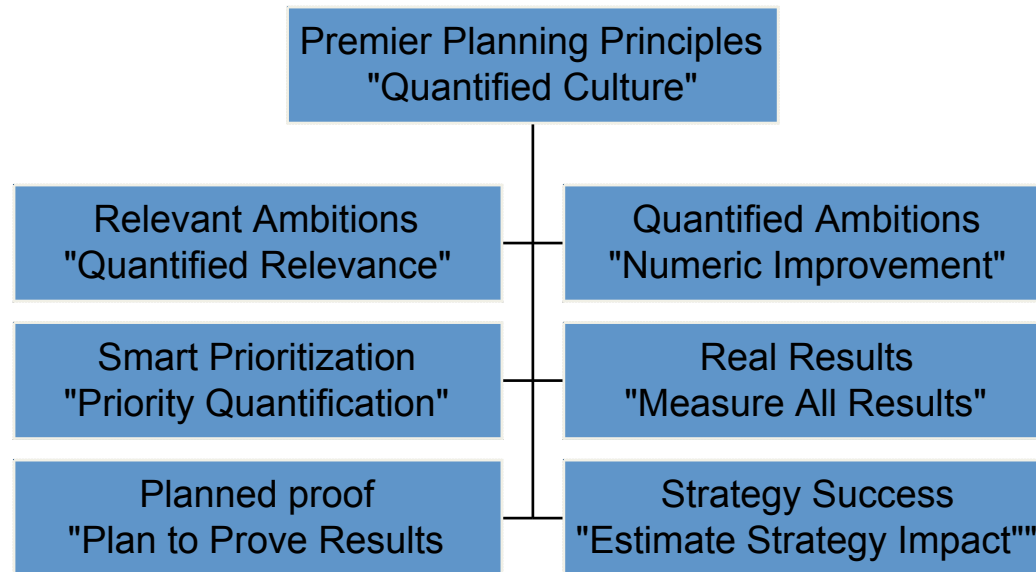 Premier Planning Principles
"Quantified Culture"
Relevant Ambitions
"Quantified Relevance"
Quantified Ambitions
"Numeric Improvement"
Smart Prioritization
"Priority Quantification"
Real Results
"Measure All Results"
Planned proof
"Plan to Prove Results
Strategy Success
"Estimate Strategy Impact""